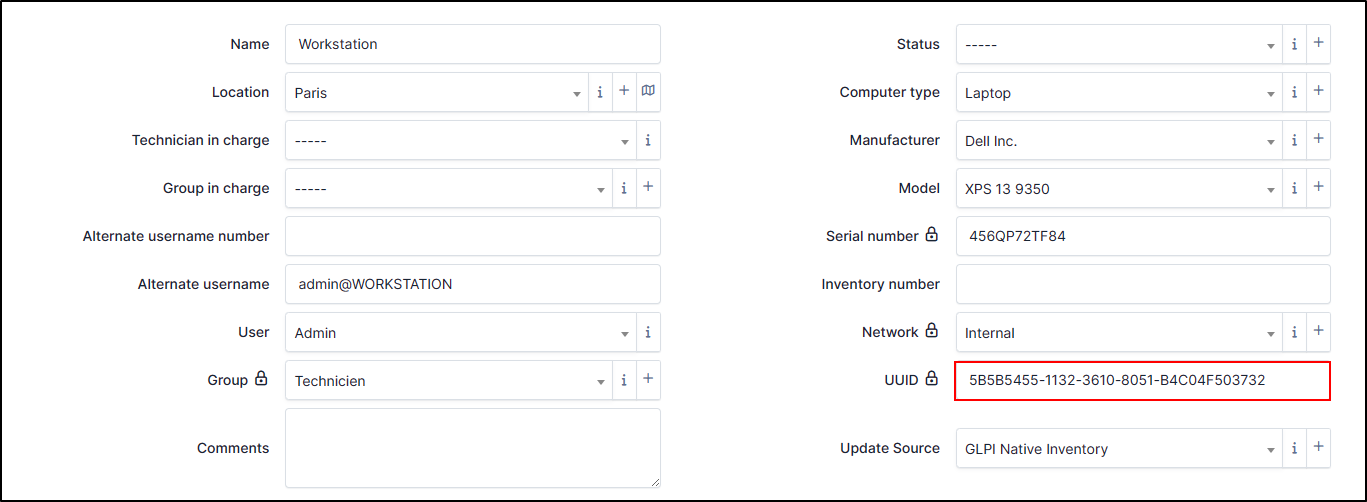 Name Workstation
Location Paris
Technician in charge -----
Group in charge -----
Alternate username number
Alternate username admin@WORKSTATION
User Admin
Group Technicien
Comments
Status -----
Computer type Laptop
Manufacturer Dell Inc.
Model XPS 13 9350
Serial number 456QP72TF84
Inventory number
Network Internal
UUID 5B5B5455-1132-3610-8051-B4C04F503732
Update Source GLPI Native Inventory